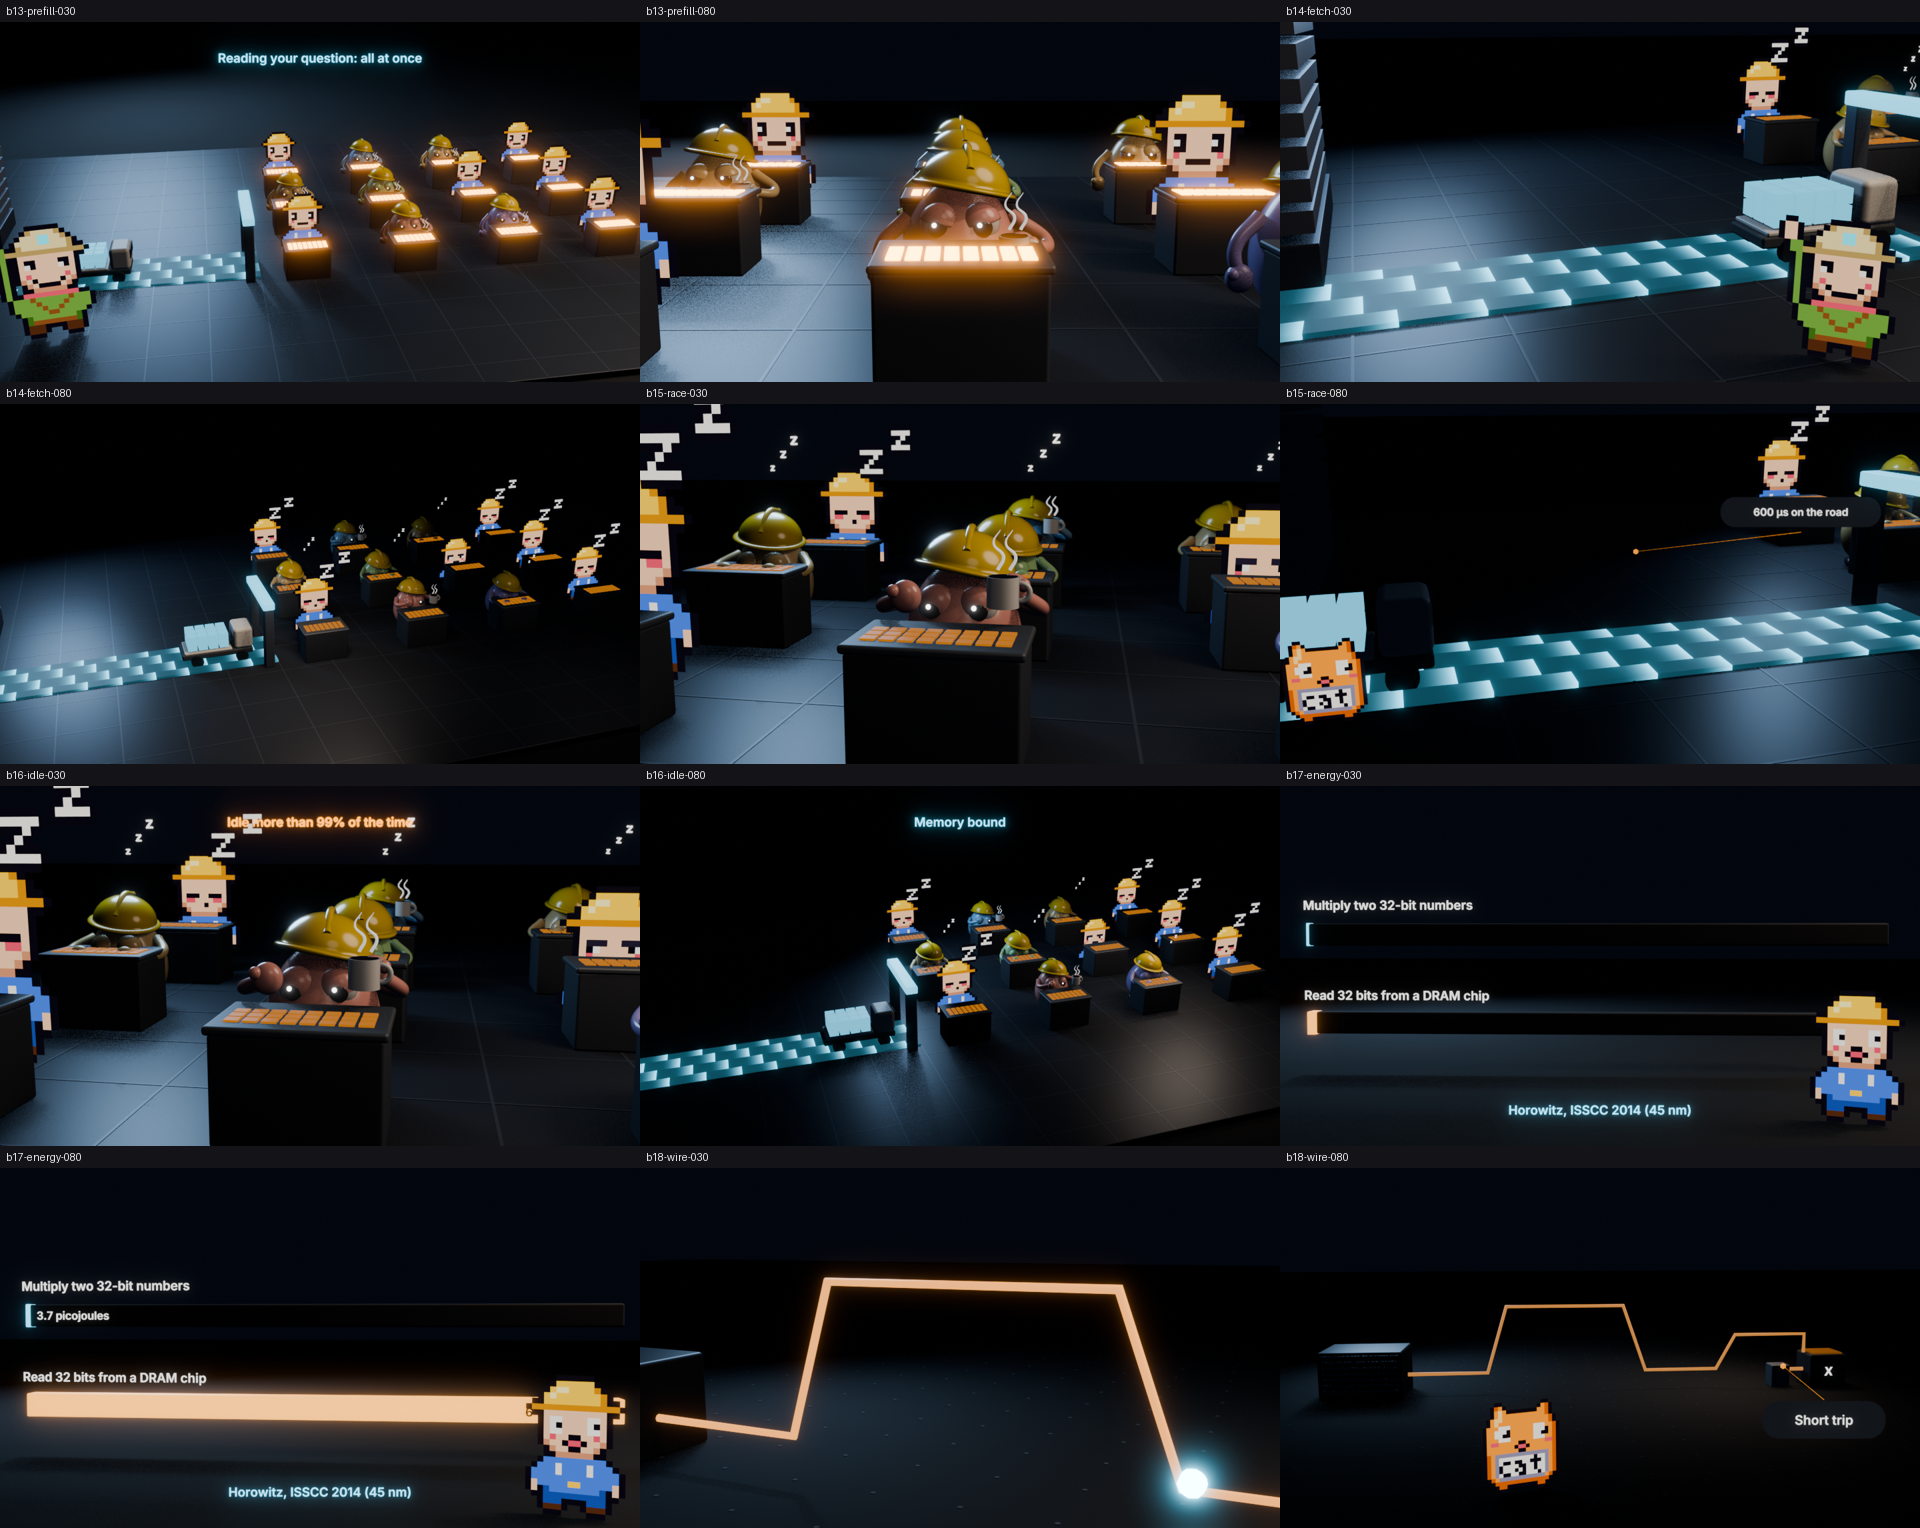 b13-prefill-030
b13-prefill-080
b14-fetch-030
Reading your question: all at once
Z
Z
b14-fetch-080
b15-race-030
b15-race-080
Z
Z
Z
Z
Z
Z
Z
z
z
z
Z
Z
z
z
z
z
z
Z
Z
600 µs on the road
cat
b16-idle-030
b16-idle-080
b17-energy-030
Idle more than 99% of the time
Memory bound
Multiply two 32-bit numbers
Read 32 bits from a DRAM chip
Horowitz, ISSCC 2014 (45 nm)
b17-energy-080
b18-wire-030
b18-wire-080
Multiply two 32-bit numbers
3.7 picojoules
Read 32 bits from a DRAM chip
Horowitz, ISSCC 2014 (45 nm)
X
Short trip
cat